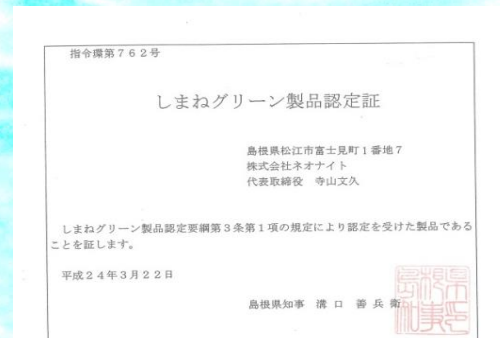 指令環第762号
しまねグリーン製品認定証
島根県松江市富士見町1番地7
株式会社ネオナイト
代表取締役 寺山文久
しまねグリーン製品認定要綱第3条第1項の規定により認定を受けた製品である
ことを証します。
平成24年3月22日
島根県知事 溝口善兵衛